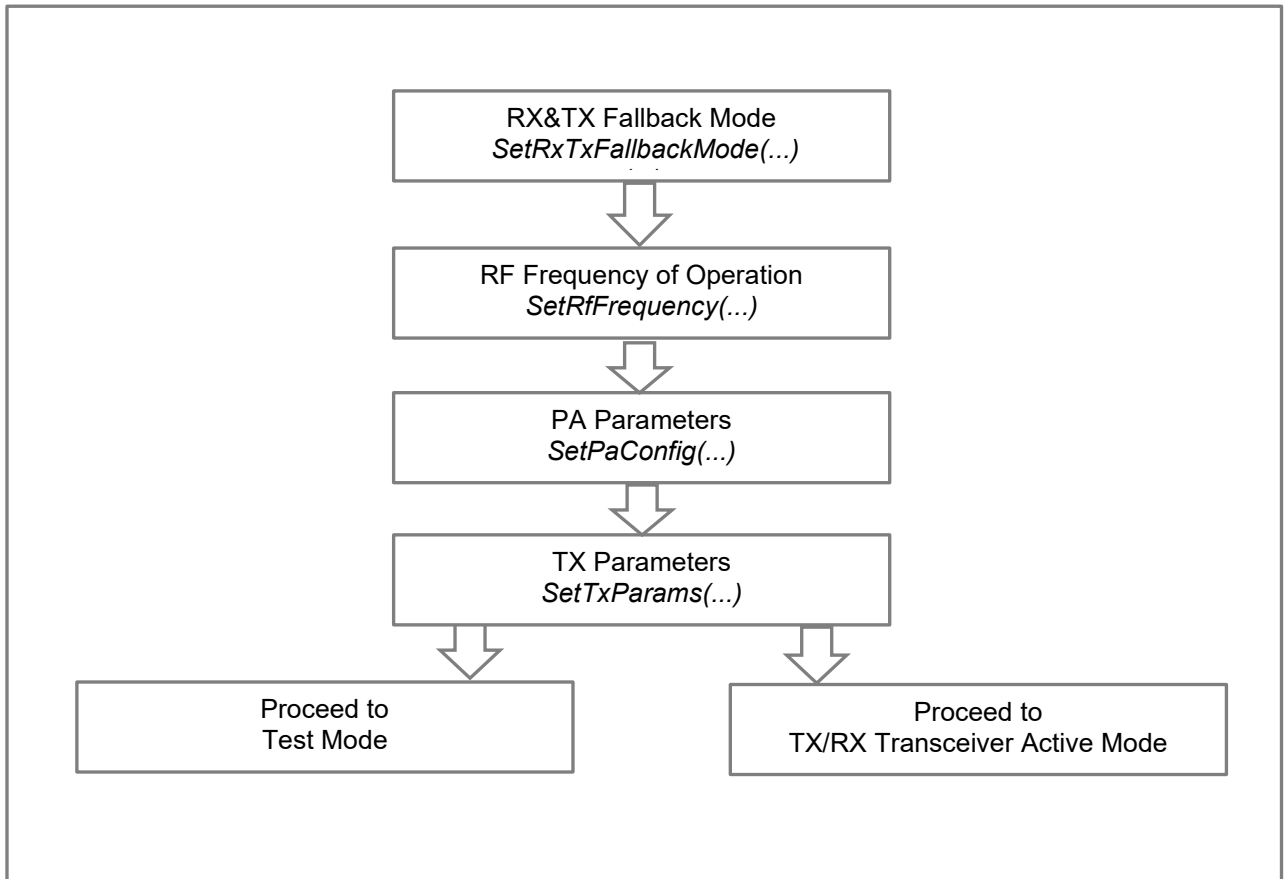 RX&TX Fallback Mode
SetRxTxFallbackMode(...)
RF Frequency of Operation
SetRfFrequency(...)
PA Parameters
SetPaConfig(...)
TX Parameters
SetTxParams(...)
Proceed to
Test Mode
Proceed to
TX/RX Transceiver Active Mode